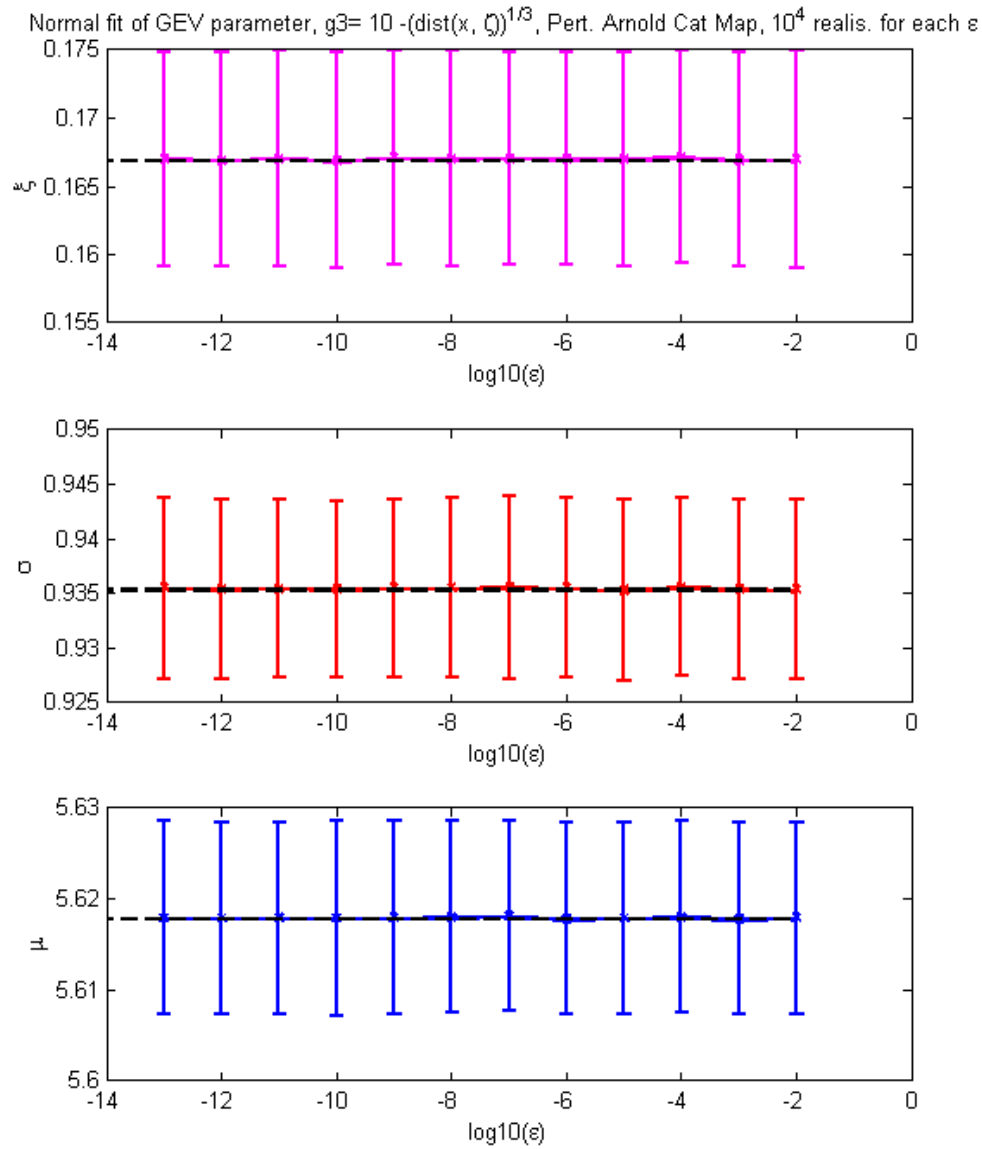 Normal fit of GEV parameter, g3= 10 -(dist(x, ζ))^1/3, Pert. Arnold Cat Map, 10^4 realis. for each ε
0.175
0.17
0.165
0.16
0.155
ξ
-14 -12 -10 -8 -6 -4 -2 0
log10(ε)
0.95
0.945
0.94
0.935
0.93
0.925
σ
-14 -12 -10 -8 -6 -4 -2 0
log10(ε)
5.63
5.62
5.61
5.6
μ
-14 -12 -10 -8 -6 -4 -2 0
log10(ε)